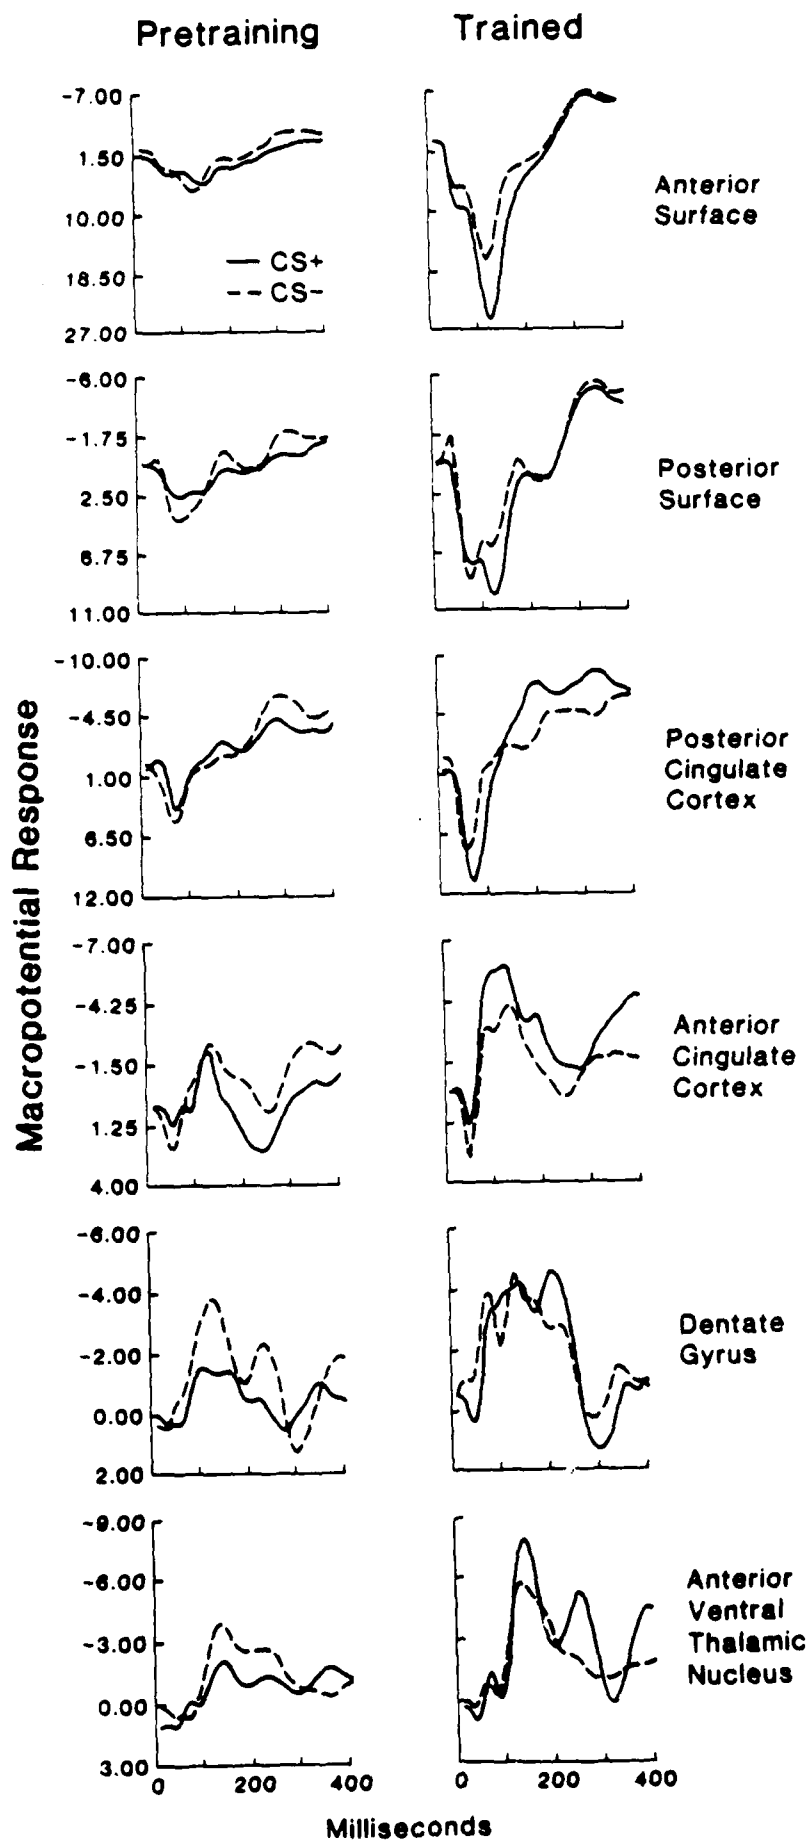 Pretraining Trained
-7.00
1.50
10.00
18.50
27.00
CS+
CS-
Anterior
Surface
-6.00
-1.75
2.50
6.75
11.00
Posterior
Surface
-10.00
-4.50
1.00
6.50
12.00
Posterior
Cingulate
Cortex
-7.00
-4.25
-1.50
1.25
4.00
Anterior
Cingulate
Cortex
-6.00
-4.00
-2.00
0.00
2.00
Dentate
Gyrus
-9.00
-6.00
-3.00
0.00
3.00
Anterior
Ventral
Thalamic
Nucleus
0 200 400 0 200 400
Milliseconds
Macropotential Response